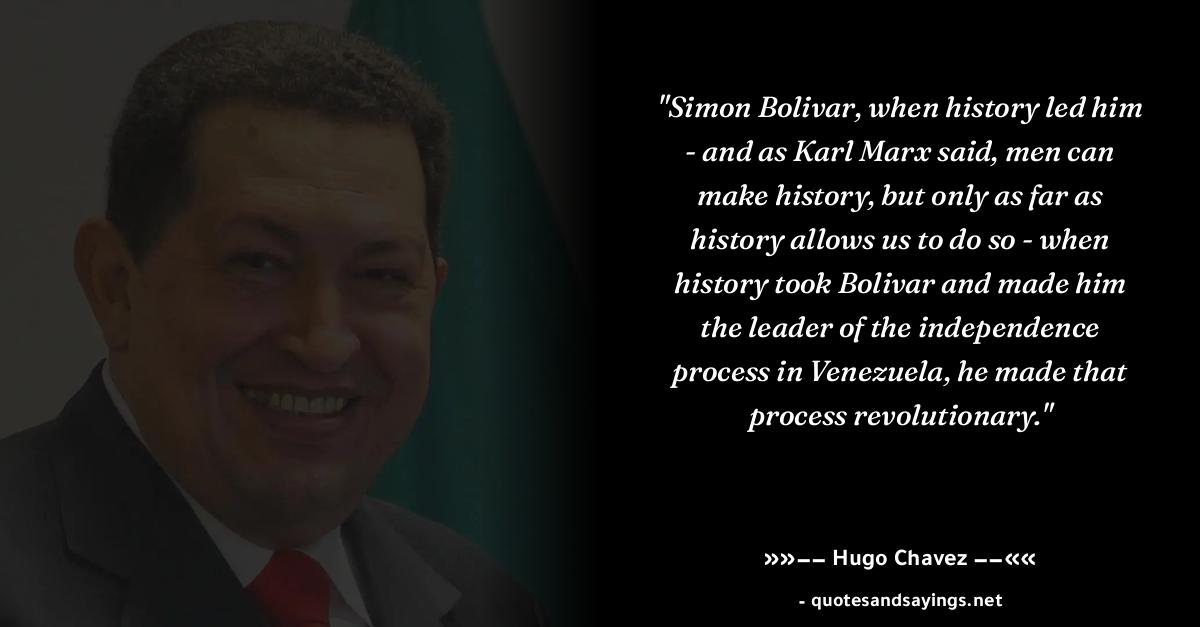 "Simon Bolivar, when history led him
- and as Karl Marx said, men can
make history, but only as far as
history allows us to do so - when
history took Bolivar and made him
the leader of the independence
process in Venezuela, he made that
process revolutionary."
»»–– Hugo Chavez ––««
- quotesandsayings.net